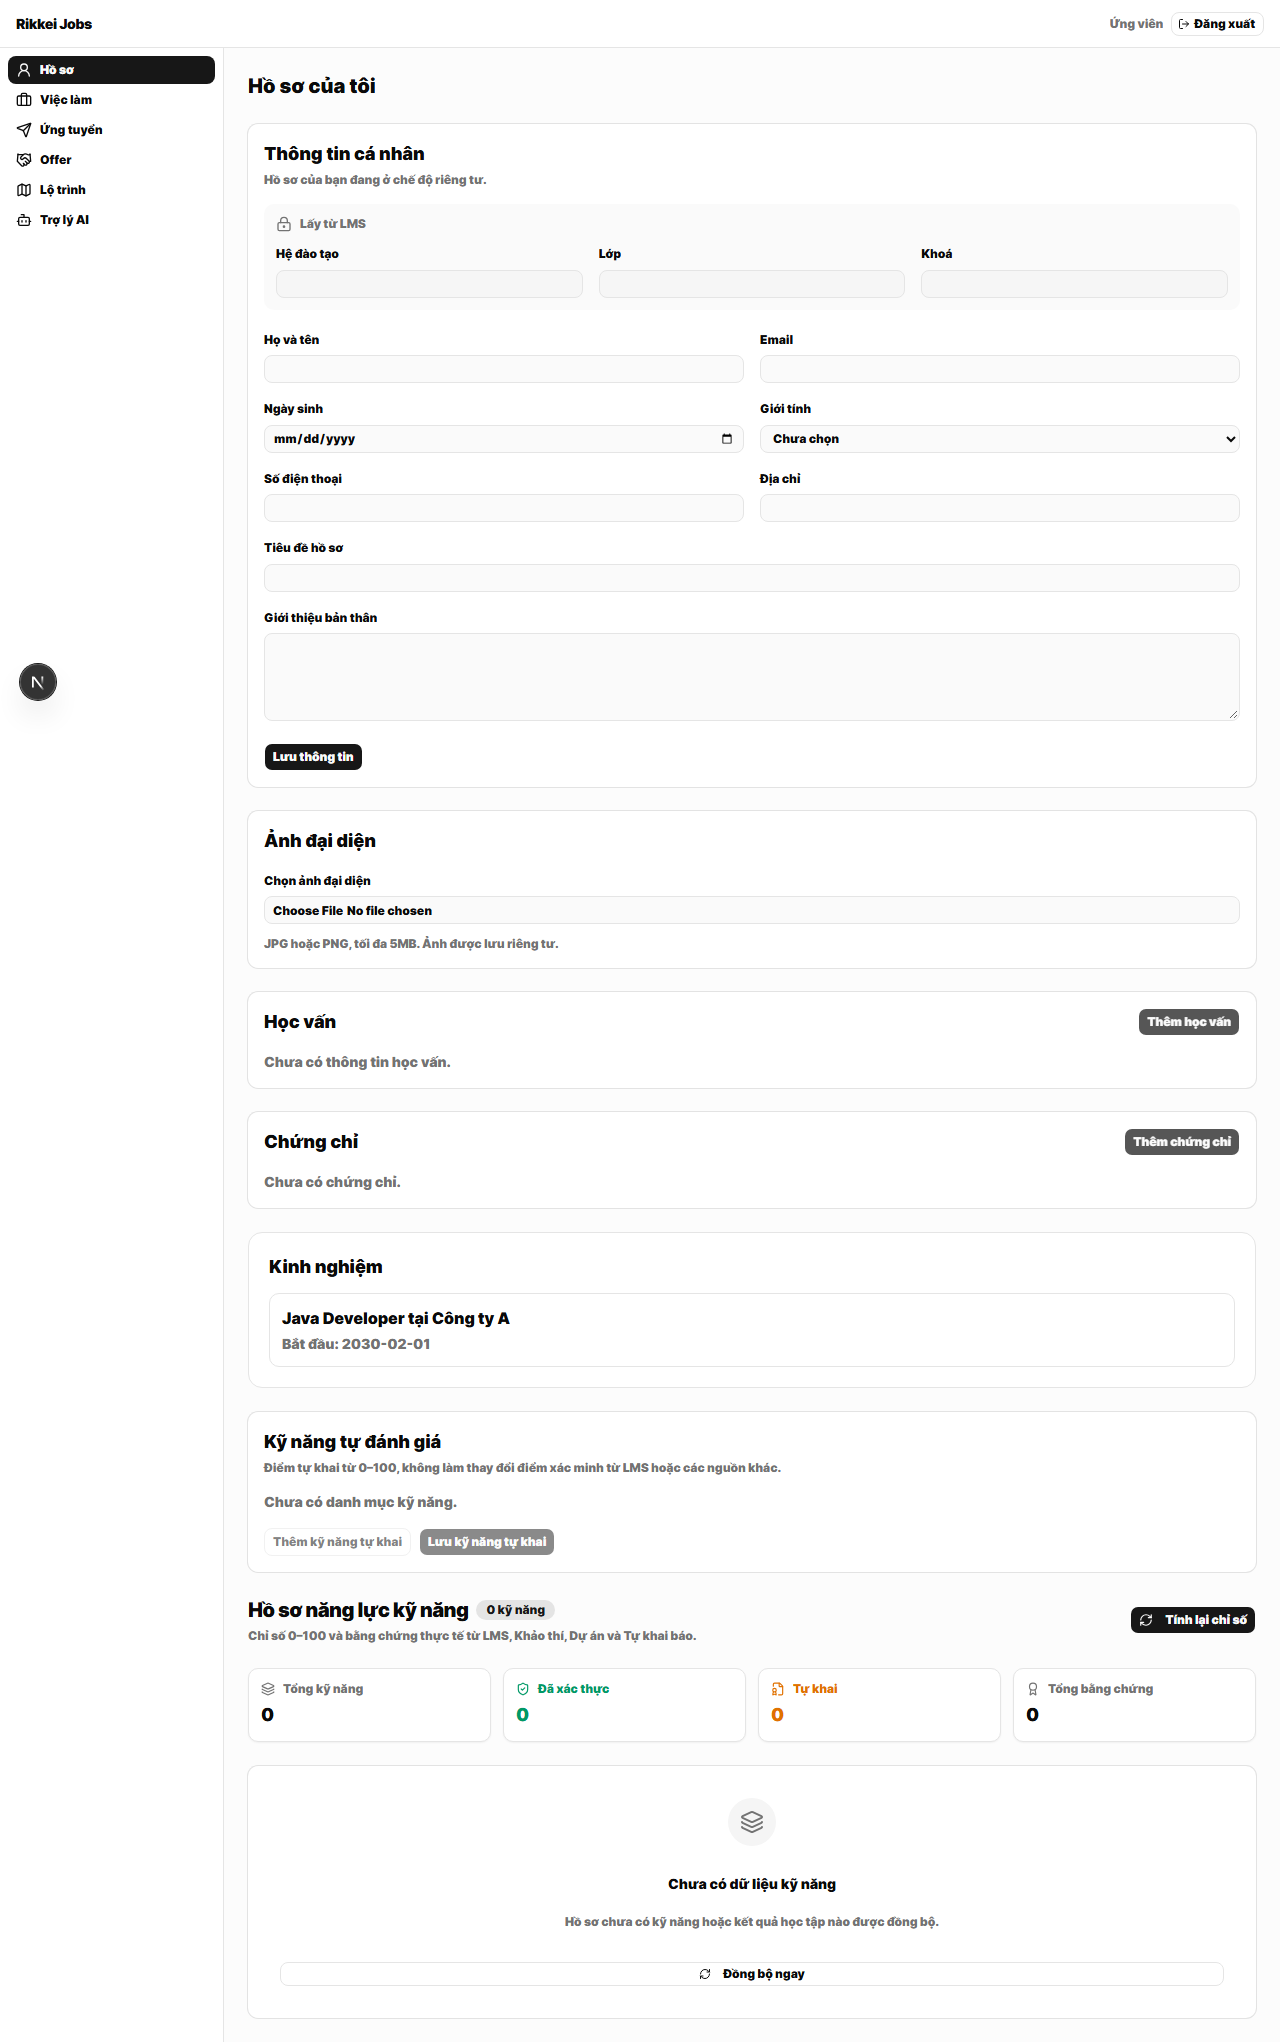 Rikkei Jobs
Ứng viên
Đăng xuất
Hồ sơ
Việc làm
Ứng tuyển
Offer
Lộ trình
Trợ lý AI
N
Hồ sơ của tôi
Thông tin cá nhân
Hồ sơ của bạn đang ở chế độ riêng tư.
Lấy từ LMS
Hệ đào tạo
Lớp
Khoá
Họ và tên
Email
Ngày sinh
mm/dd/yyyy
Giới tính
Chưa chọn
Số điện thoại
Địa chỉ
Tiêu đề hồ sơ
Giới thiệu bản thân
Lưu thông tin
Ảnh đại diện
Chọn ảnh đại diện
Choose File No file chosen
JPG hoặc PNG, tối đa 5MB. Ảnh được lưu riêng tư.
Học vấn
Thêm học vấn
Chưa có thông tin học vấn.
Chứng chỉ
Thêm chứng chỉ
Chưa có chứng chỉ.
Kinh nghiệm
Java Developer tại Công ty A
Bắt đầu: 2030-02-01
Kỹ năng tự đánh giá
Điểm tự khai từ 0–100, không làm thay đổi điểm xác minh từ LMS hoặc các nguồn khác.
Chưa có danh mục kỹ năng.
Thêm kỹ năng tự khai
Lưu kỹ năng tự khai
Hồ sơ năng lực kỹ năng
0 kỹ năng
Chỉ số 0–100 và bằng chứng thực tế từ LMS, Khảo thí, Dự án và Tự khai báo.
Tính lại chỉ số
Tổng kỹ năng
0
Đã xác thực
0
Tự khai
0
Tổng bằng chứng
0
Chưa có dữ liệu kỹ năng
Hồ sơ chưa có kỹ năng hoặc kết quả học tập nào được đồng bộ.
Đồng bộ ngay